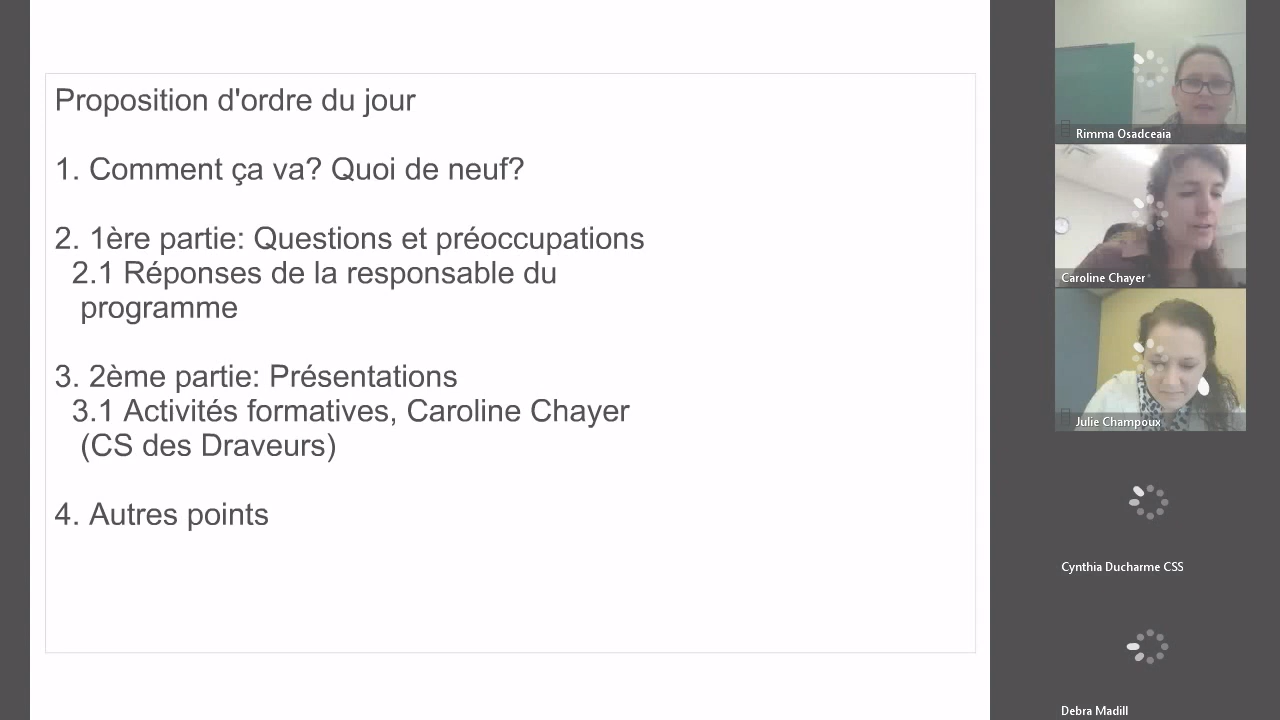 Proposition d'ordre du jour
1. Comment ça va? Quoi de neuf?
2. 1ère partie: Questions et préoccupations
2.1 Réponses de la responsable du
programme
3. 2ème partie: Présentations
3.1 Activités formatives, Caroline Chayer
(CS des Draveurs)
4. Autres points
Rimma Osadceaia
Caroline Chayer
Julie Champoux
Cynthia Ducharme CSS
Debra Madill